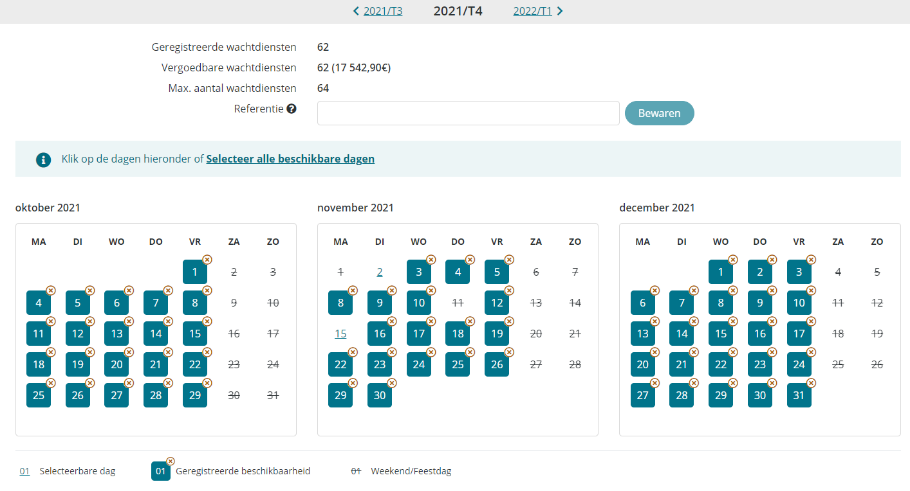 2021/T3 2021/T4 2022/T1
Geregistreerde wachtdiensten 62
Vergoedbare wachtdiensten 62 (17 542,90€)
Max. aantal wachtdiensten 64
Referentie ?
Bewaren
i Klik op de dagen hieronder of Selecteer alle beschikbare dagen
oktober 2021
MA DI WO DO VR ZA ZO
1 2 3
4 5 6 7 8 9 10
11 12 13 14 15 16 17
18 19 20 21 22 23 24
25 26 27 28 29 30 31
november 2021
MA DI WO DO VR ZA ZO
1 2 3 4 5 6 7
8 9 10 11 12 13 14
15 16 17 18 19 20 21
22 23 24 25 26 27 28
29 30
december 2021
MA DI WO DO VR ZA ZO
1 2 3 4 5
6 7 8 9 10 11 12
13 14 15 16 17 18 19
20 21 22 23 24 25 26
27 28 29 30 31
01 Selecteerbare dag 01 Geregistreerde beschikbaarheid 01 Weekend/Feestdag